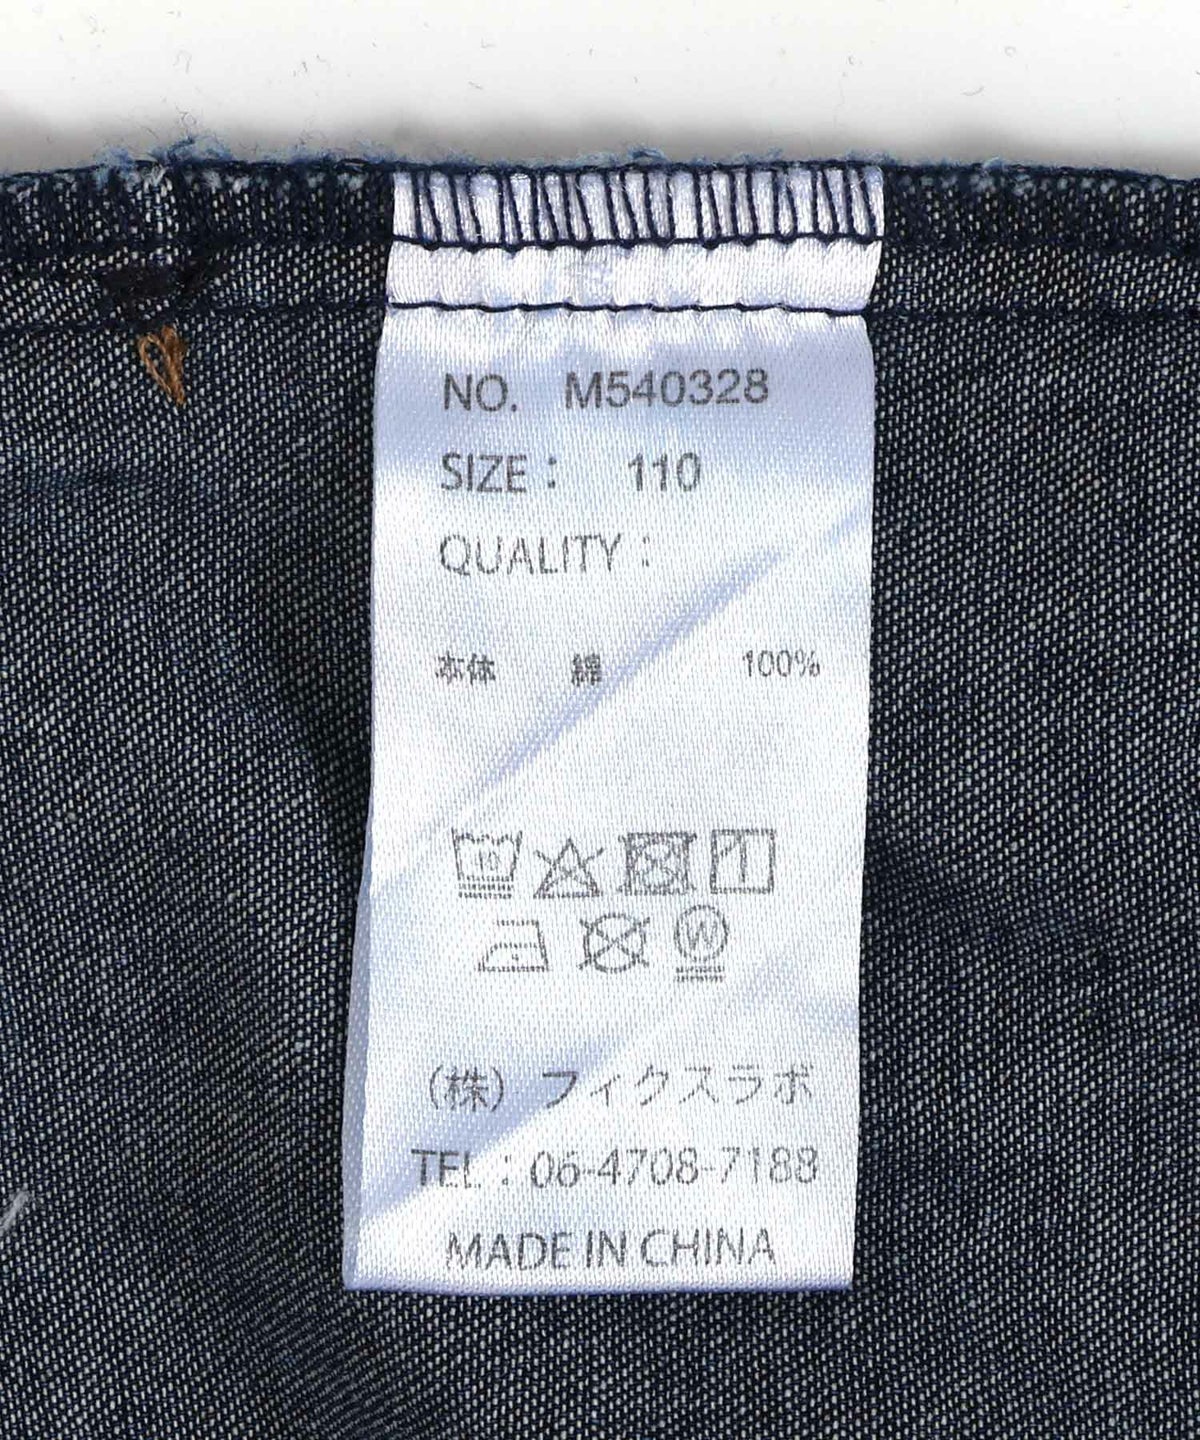 NO. M540328
SIZE: 110
QUALITY:
本体 綿 100%
40
W
(株)フィクスラボ
TEL:06-4708-7188
MADE IN CHINA